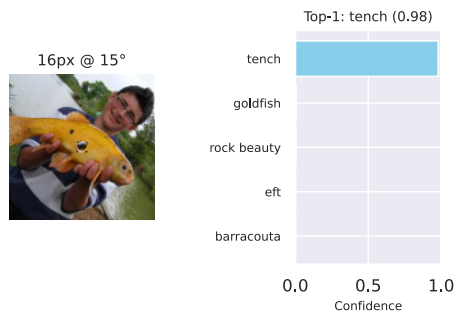 16px @ 15°
Top-1: tench (0.98)
tench
goldfish
rock beauty
eft
barracouta
0.0 0.5 1.0
Confidence